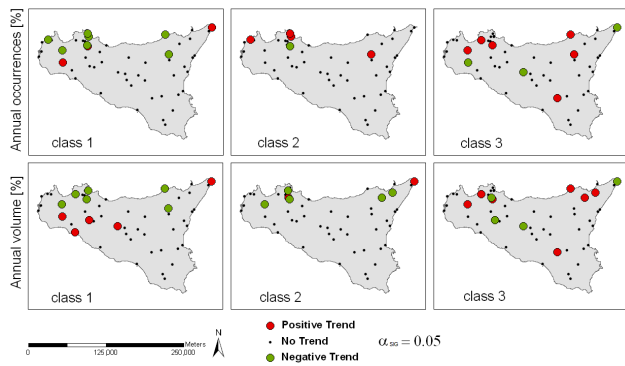 Annual occurrences [%]
class 1
class 2
class 3
Annual volume [%]
class 1
class 2
class 3
Meters
0 125,000 250,000
N
Positive Trend
No Trend
Negative Trend
α SIG = 0.05